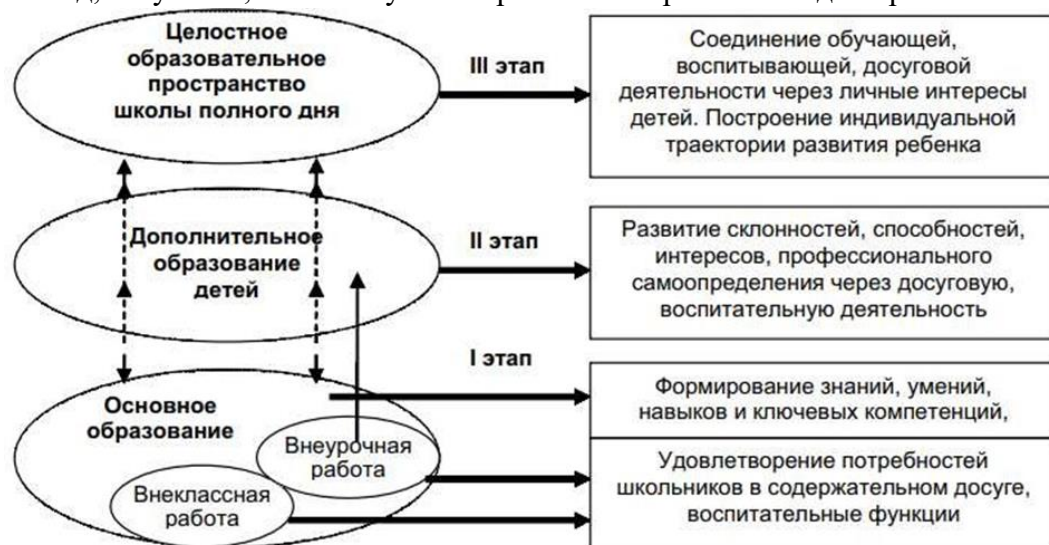 Целостное
образовательное
пространство
школы полного дня
III этап
Соединение обучающей,
воспитывающей, досуговой
деятельности через личные интересы
детей. Построение индивидуальной
траектории развития ребенка
Дополнительное
образование
детей
II этап
Развитие склонностей, способностей,
интересов, профессионального
самоопределения через досуговую,
воспитательную деятельность
I этап
Основное
образование
Внеурочная
работа
Внеклассная
работа
Формирование знаний, умений,
навыков и ключевых компетенций,
Удовлетворение потребностей
школьников в содержательном досуге,
воспитательные функции